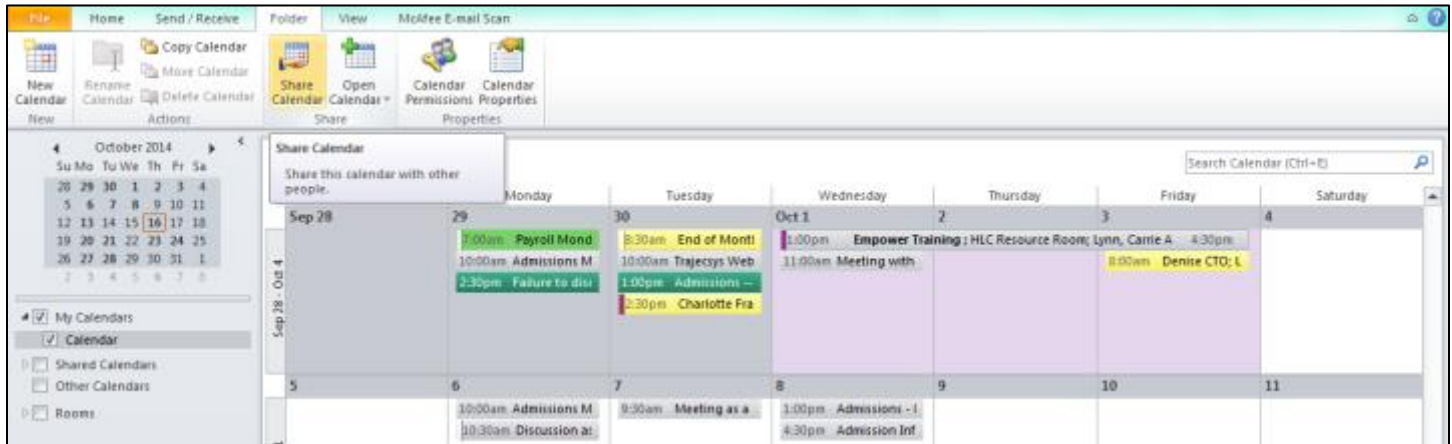 File Home Send / Receive Folder View McAfee E-mail Scan
New Calendar
Rename Calendar
Copy Calendar
Move Calendar
Delete Calendar
Share Calendar
Open Calendar
Calendar Permissions
Calendar Properties
New Actions Share Properties
October 2014
Su Mo Tu We Th Fr Sa
28 29 30 1 2 3 4
5 6 7 8 9 10 11
12 13 14 15 16 17 18
19 20 21 22 23 24 25
26 27 28 29 30 31 1
2 3 4 5 6 7 8
My Calendars
Calendar
Shared Calendars
Other Calendars
Rooms
Share Calendar
Share this calendar with other
people.
Search Calendar (Ctrl+E)
Monday Tuesday Wednesday Thursday Friday Saturday
Sep 28 - Oct 4
Sep 28 29 30 Oct 1 2 3 4
7:00am Payroll Mond
10:00am Admissions M
2:30pm Failure to disi
8:30am End of Montl
10:00am Trajecsys Web
1:00pm Admissions --
2:30pm Charlotte Fra
1:00pm Empower Training ; HLC Resource Room; Lynn, Carrie A 4:30pm
11:00am Meeting with
8:00am Denise CTO; L
5 6 7 8 9 10 11
10:00am Admissions M
10:30am Discussion as
9:30am Meeting as a
1:00pm Admissions - I
4:30pm Admission Inf